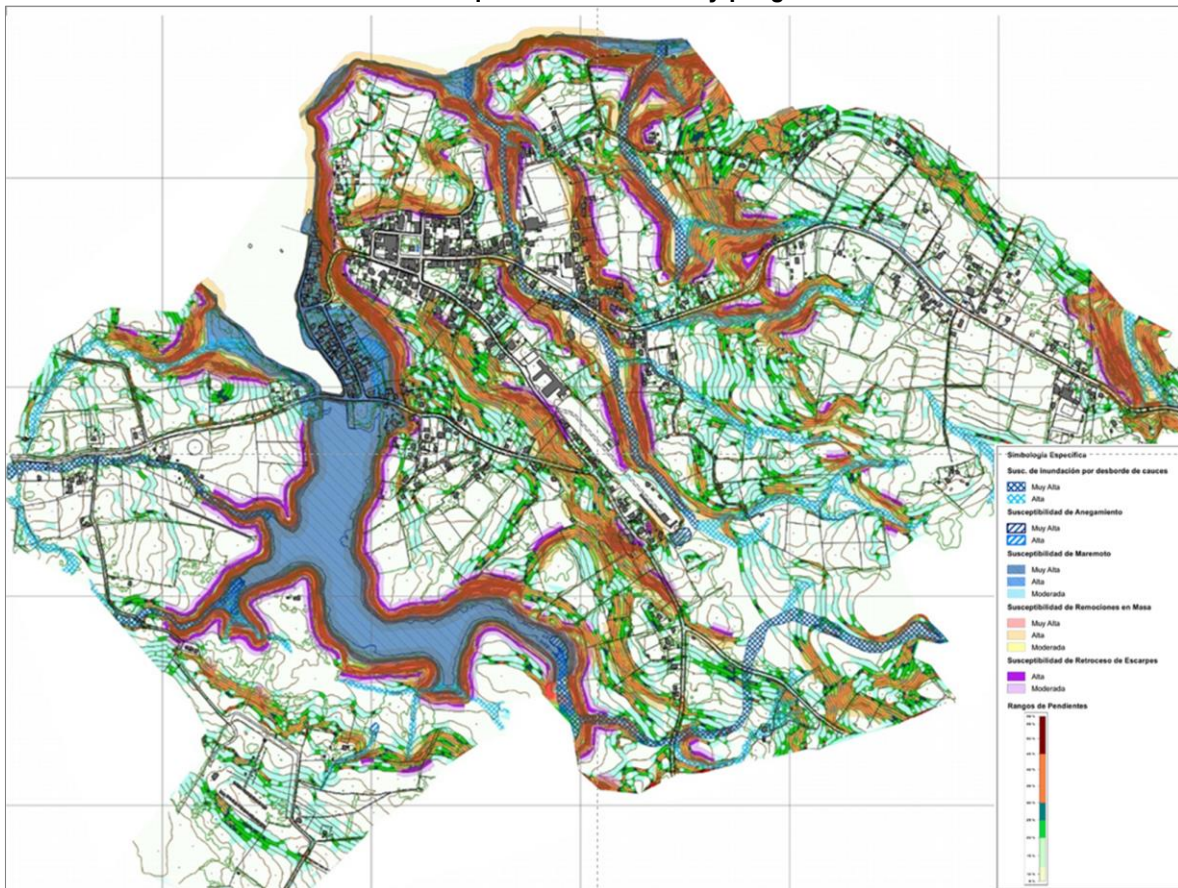 Simbología Específica
Susc. de inundación por desborde de cauces
Muy Alta
Alta
Susceptibilidad de Anegamiento
Muy Alta
Alta
Susceptibilidad de Maremoto
Muy Alta
Alta
Moderada
Susceptibilidad de Remociones en Masa
Muy Alta
Alta
Moderada
Susceptibilidad de Retroceso de Escarpes
Alta
Moderada
Rangos de Pendientes